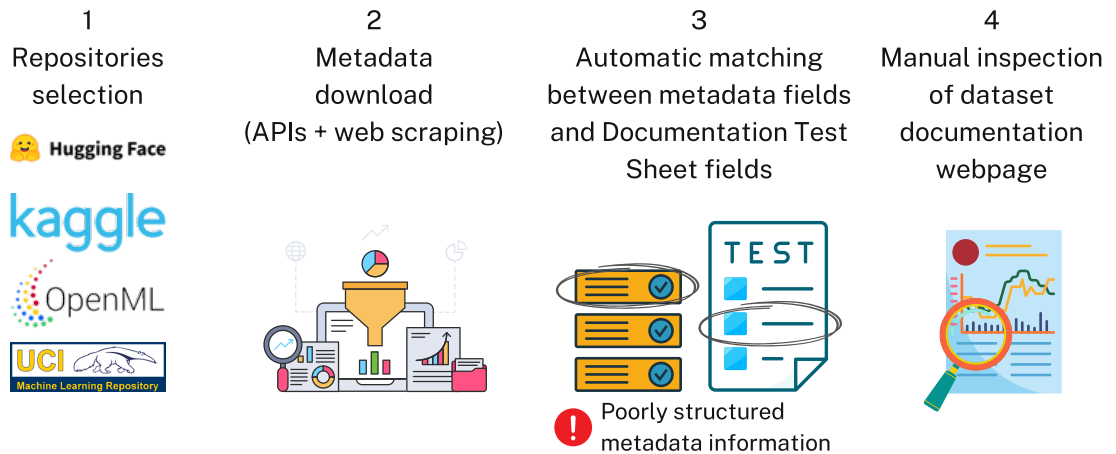 1
Repositories
selection
Hugging Face
kaggle
OpenML
UCI
Machine Learning Repository
2
Metadata
download
(APIs + web scraping)
3
Automatic matching
between metadata fields
and Documentation Test
Sheet fields
TEST
Poorly structured
metadata information
4
Manual inspection
of dataset
documentation
webpage